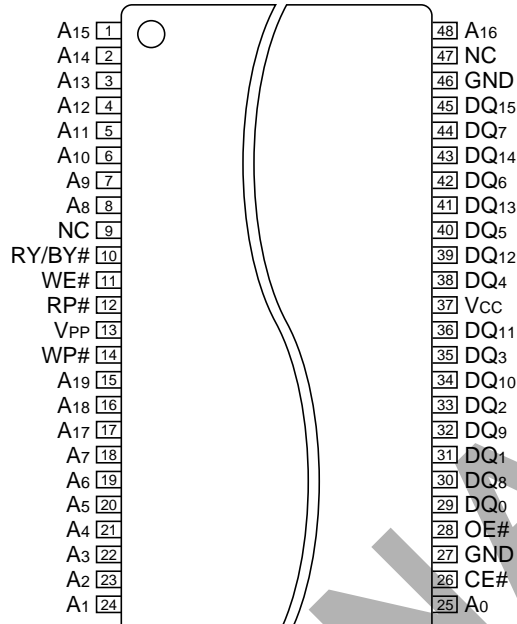 A15 1 48 A16
A14 2 47 NC
A13 3 46 GND
A12 4 45 DQ15
A11 5 44 DQ7
A10 6 43 DQ14
A9 7 42 DQ6
A8 8 41 DQ13
NC 9 40 DQ5
RY/BY# 10 39 DQ12
WE# 11 38 DQ4
RP# 12 37 VCC
VPP 13 36 DQ11
WP# 14 35 DQ3
A19 15 34 DQ10
A18 16 33 DQ2
A17 17 32 DQ9
A7 18 31 DQ1
A6 19 30 DQ8
A5 20 29 DQ0
A4 21 28 OE#
A3 22 27 GND
A2 23 26 CE#
A1 24 25 A0